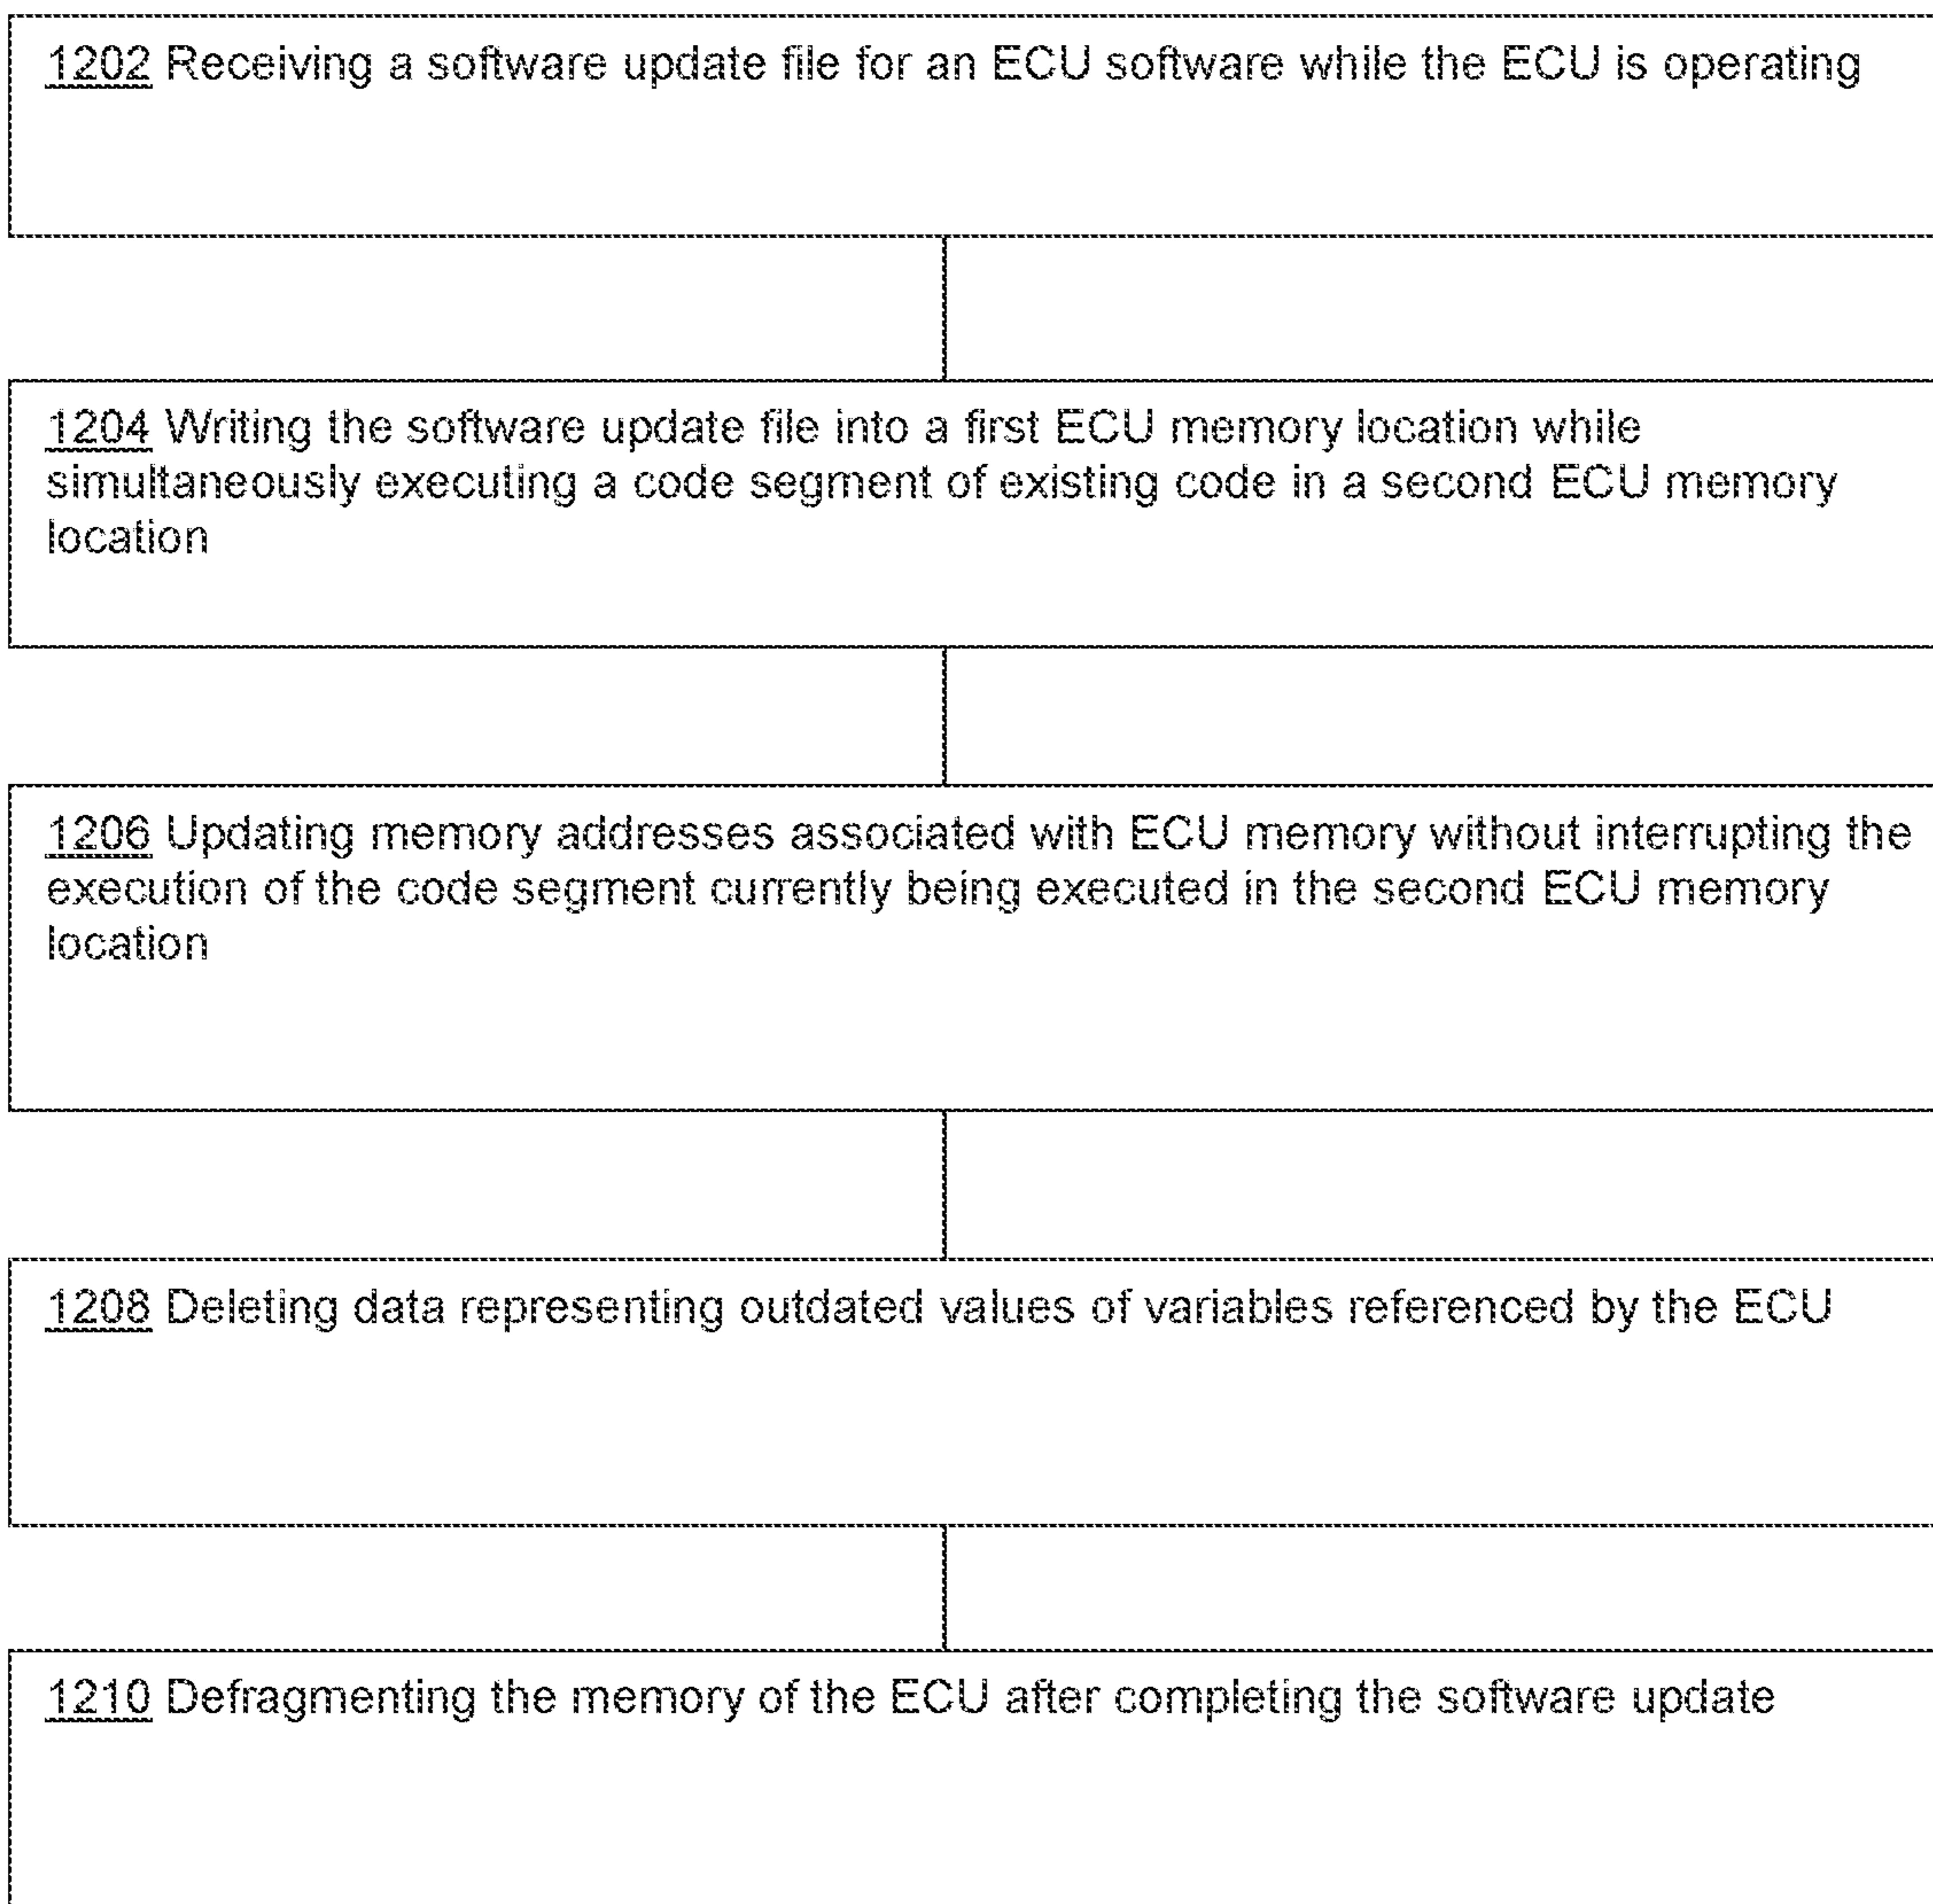 1202 Receiving a software update file for an ECU software while the ECU is operating
1204 Writing the software update file into a first ECU memory location while
simultaneously executing a code segment of existing code in a second ECU memory
location
1206 Updating memory addresses associated with ECU memory without interrupting the
execution of the code segment currently being executed in the second ECU memory
location
1208 Deleting data representing outdated values of variables referenced by the ECU
1210 Defragmenting the memory of the ECU after completing the software update